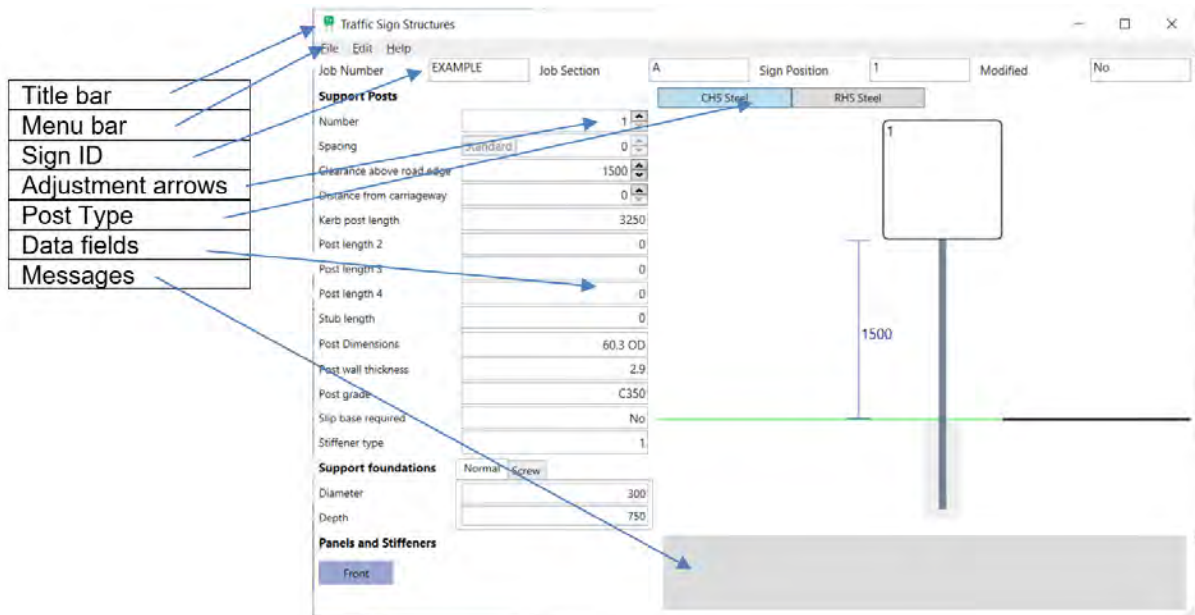 Traffic Sign Structures
File Edit Help
Job Number EXAMPLE Job Section A Sign Position 1 Modified No
Title bar
Menu bar
Sign ID
Adjustment arrows
Post Type
Data fields
Messages
Support Posts
Number 1
Spacing Standard 0
Clearance above road edge 1500
Distance from carriageway 0
Kerb post length 3250
Post length 2 0
Post length 3 0
Post length 4 0
Stub length 0
Post Dimensions 60.3 OD
Post wall thickness 2.9
Post grade C350
Slip base required No
Stiffener type 1
Support foundations Normal Screw
Diameter 300
Depth 750
Panels and Stiffeners
Front
CHS Steel RHS Steel
1
1500